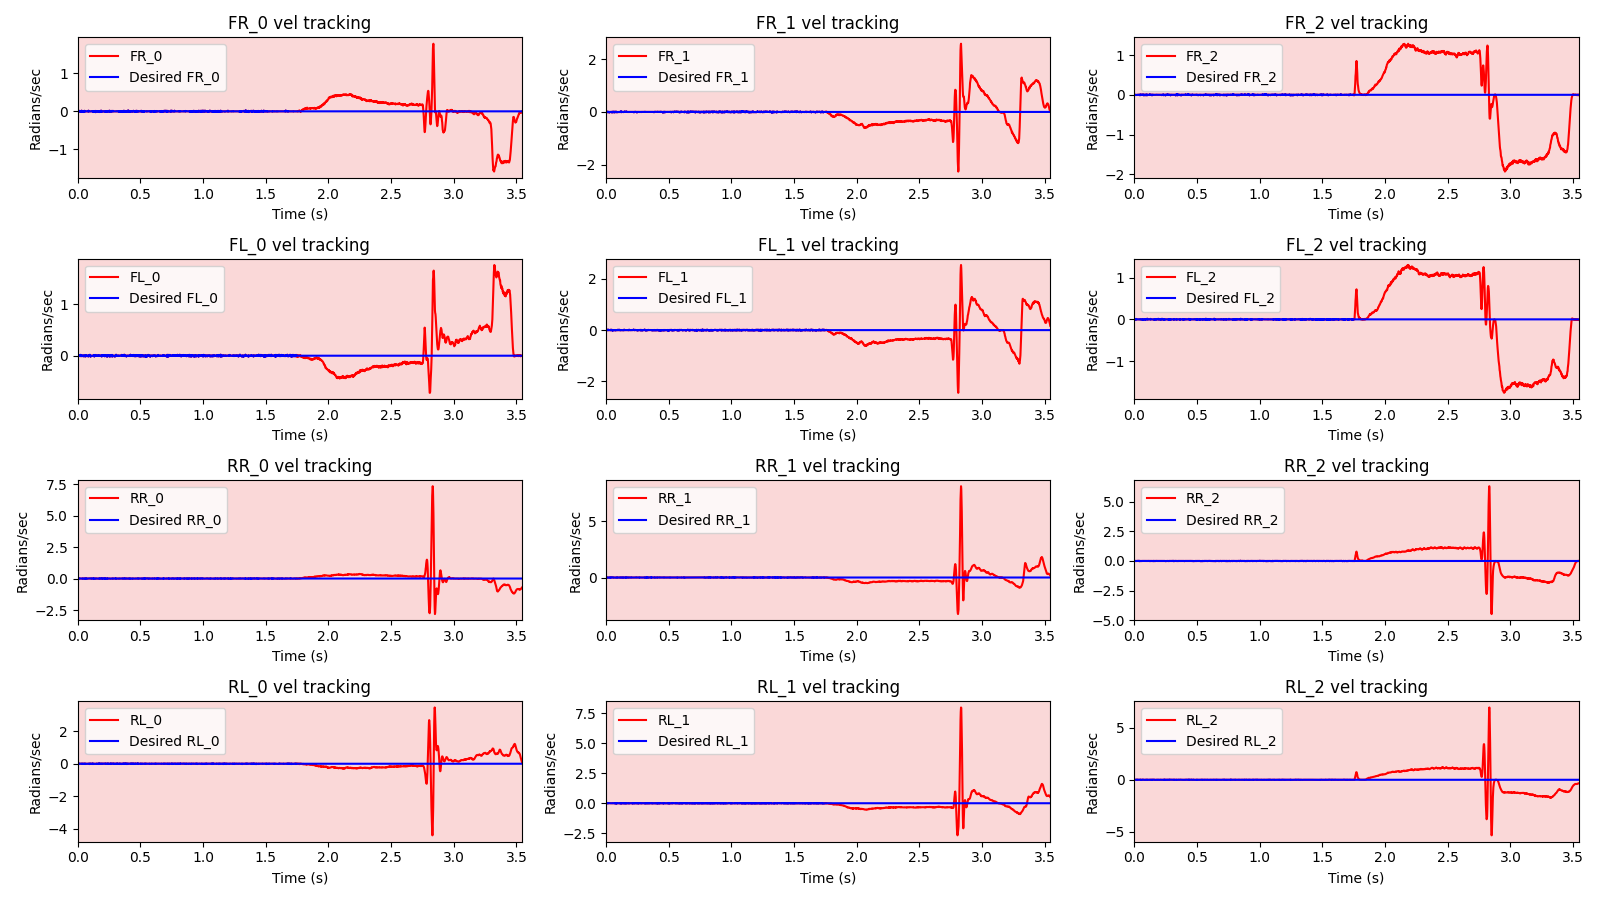 FR_0 vel tracking
Radians/sec
1
0
−1
FR_0
Desired FR_0
0.0 0.5 1.0 1.5 2.0 2.5 3.0 3.5
Time (s)
FR_1 vel tracking
Radians/sec
2
0
−2
FR_1
Desired FR_1
0.0 0.5 1.0 1.5 2.0 2.5 3.0 3.5
Time (s)
FR_2 vel tracking
Radians/sec
1
0
−1
−2
FR_2
Desired FR_2
0.0 0.5 1.0 1.5 2.0 2.5 3.0 3.5
Time (s)
FL_0 vel tracking
Radians/sec
1
0
FL_0
Desired FL_0
0.0 0.5 1.0 1.5 2.0 2.5 3.0 3.5
Time (s)
FL_1 vel tracking
Radians/sec
2
0
−2
FL_1
Desired FL_1
0.0 0.5 1.0 1.5 2.0 2.5 3.0 3.5
Time (s)
FL_2 vel tracking
Radians/sec
1
0
−1
FL_2
Desired FL_2
0.0 0.5 1.0 1.5 2.0 2.5 3.0 3.5
Time (s)
RR_0 vel tracking
Radians/sec
7.5
5.0
2.5
0.0
−2.5
RR_0
Desired RR_0
0.0 0.5 1.0 1.5 2.0 2.5 3.0 3.5
Time (s)
RR_1 vel tracking
Radians/sec
5
0
RR_1
Desired RR_1
0.0 0.5 1.0 1.5 2.0 2.5 3.0 3.5
Time (s)
RR_2 vel tracking
Radians/sec
5.0
2.5
0.0
−2.5
−5.0
RR_2
Desired RR_2
0.0 0.5 1.0 1.5 2.0 2.5 3.0 3.5
Time (s)
RL_0 vel tracking
Radians/sec
2
0
−2
−4
RL_0
Desired RL_0
0.0 0.5 1.0 1.5 2.0 2.5 3.0 3.5
Time (s)
RL_1 vel tracking
Radians/sec
7.5
5.0
2.5
0.0
−2.5
RL_1
Desired RL_1
0.0 0.5 1.0 1.5 2.0 2.5 3.0 3.5
Time (s)
RL_2 vel tracking
Radians/sec
5
0
−5
RL_2
Desired RL_2
0.0 0.5 1.0 1.5 2.0 2.5 3.0 3.5
Time (s)